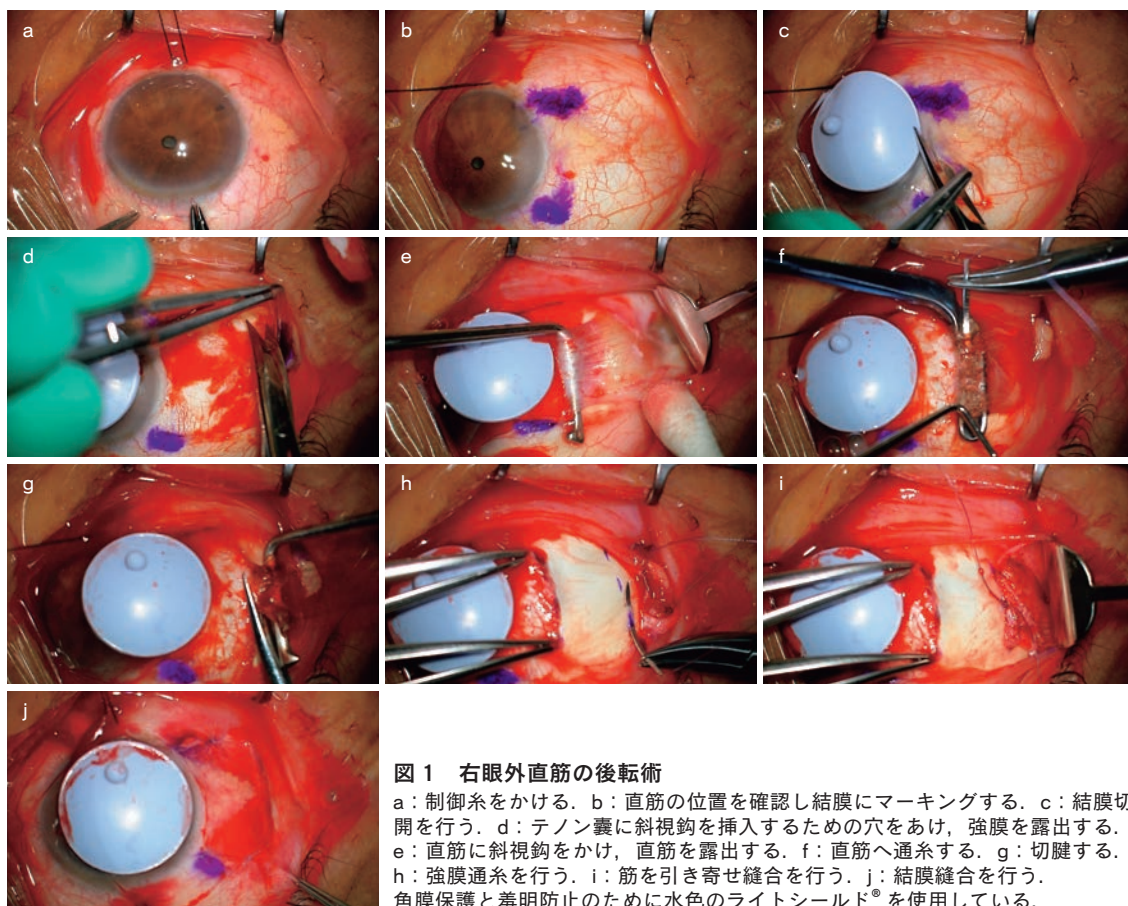 a
b
c
d
e
f
g
h
i
j
図 1 右眼外直筋の後転術
a:制御糸をかける.b:直筋の位置を確認し結膜にマーキングする.c:結膜切
開を行う.d:テノン囊に斜視鈎を挿入するための穴をあけ,強膜を露出する.
e:直筋に斜視鈎をかけ,直筋を露出する.f:直筋へ通糸する.g:切腱する.
h:強膜通糸を行う.i:筋を引き寄せ縫合を行う.j:結膜縫合を行う.
角膜保護と羞明防止のために水色のライトシールド®を使用している.